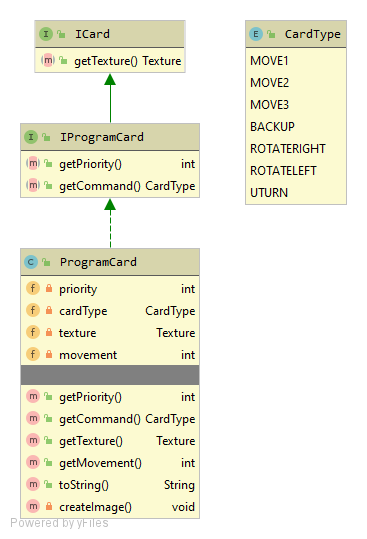 I ICard
m getTexture() Texture
I IProgramCard
m getPriority() int
m getCommand() CardType
C ProgramCard
f priority int
f cardType CardType
f texture Texture
f movement int
m getPriority() int
m getCommand() CardType
m getTexture() Texture
m getMovement() int
m toString() String
m createImage() void
E CardType
MOVE1
MOVE2
MOVE3
BACKUP
ROTATERIGHT
ROTATELEFT
UTURN
Powered by yFiles